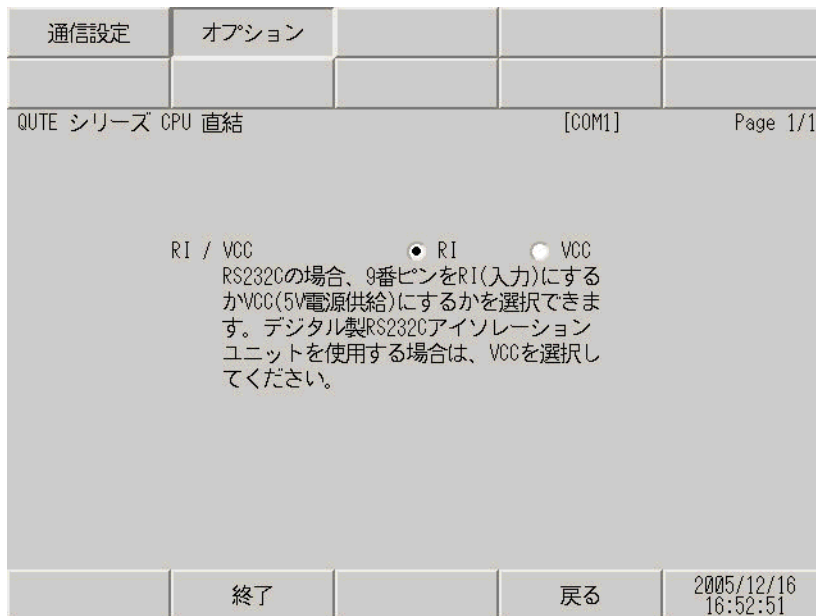 通信設定 オプション
QUTE シリーズ CPU 直結 [COM1] Page 1/1
RI / VCC RI VCC
RS232Cの場合、9番ピンをRI(入力)にする
かVCC(5V電源供給)にするかを選択できま
す。デジタル製RS232Cアイソレーション
ユニットを使用する場合は、VCCを選択し
てください。
終了 戻る 2005/12/16
16:52:51